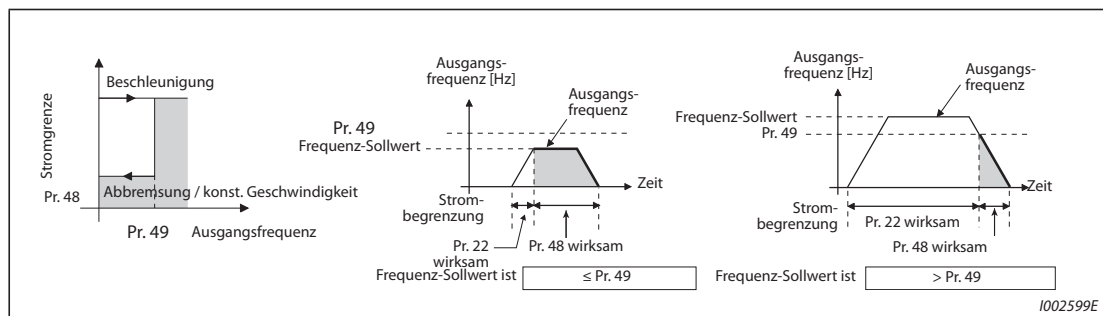 Stromgrenze
Beschleunigung
Abbremsung / konst. Geschwindigkeit
Pr. 48
Pr. 49
Ausgangsfrequenz
Ausgangs-
frequenz [Hz]
Ausgangs-
frequenz
Pr. 49
Frequenz-Sollwert
Zeit
Strom-
begrenzung
Pr. 22
wirksam
Pr. 48 wirksam
Frequenz-Sollwert ist
≤ Pr. 49
Ausgangs-
frequenz [Hz]
Ausgangs-
frequenz
Frequenz-Sollwert
Pr. 49
Zeit
Strom-
begrenzung
Pr. 22 wirksam
Pr. 48 wirksam
Frequenz-Sollwert ist
> Pr. 49
I002599E